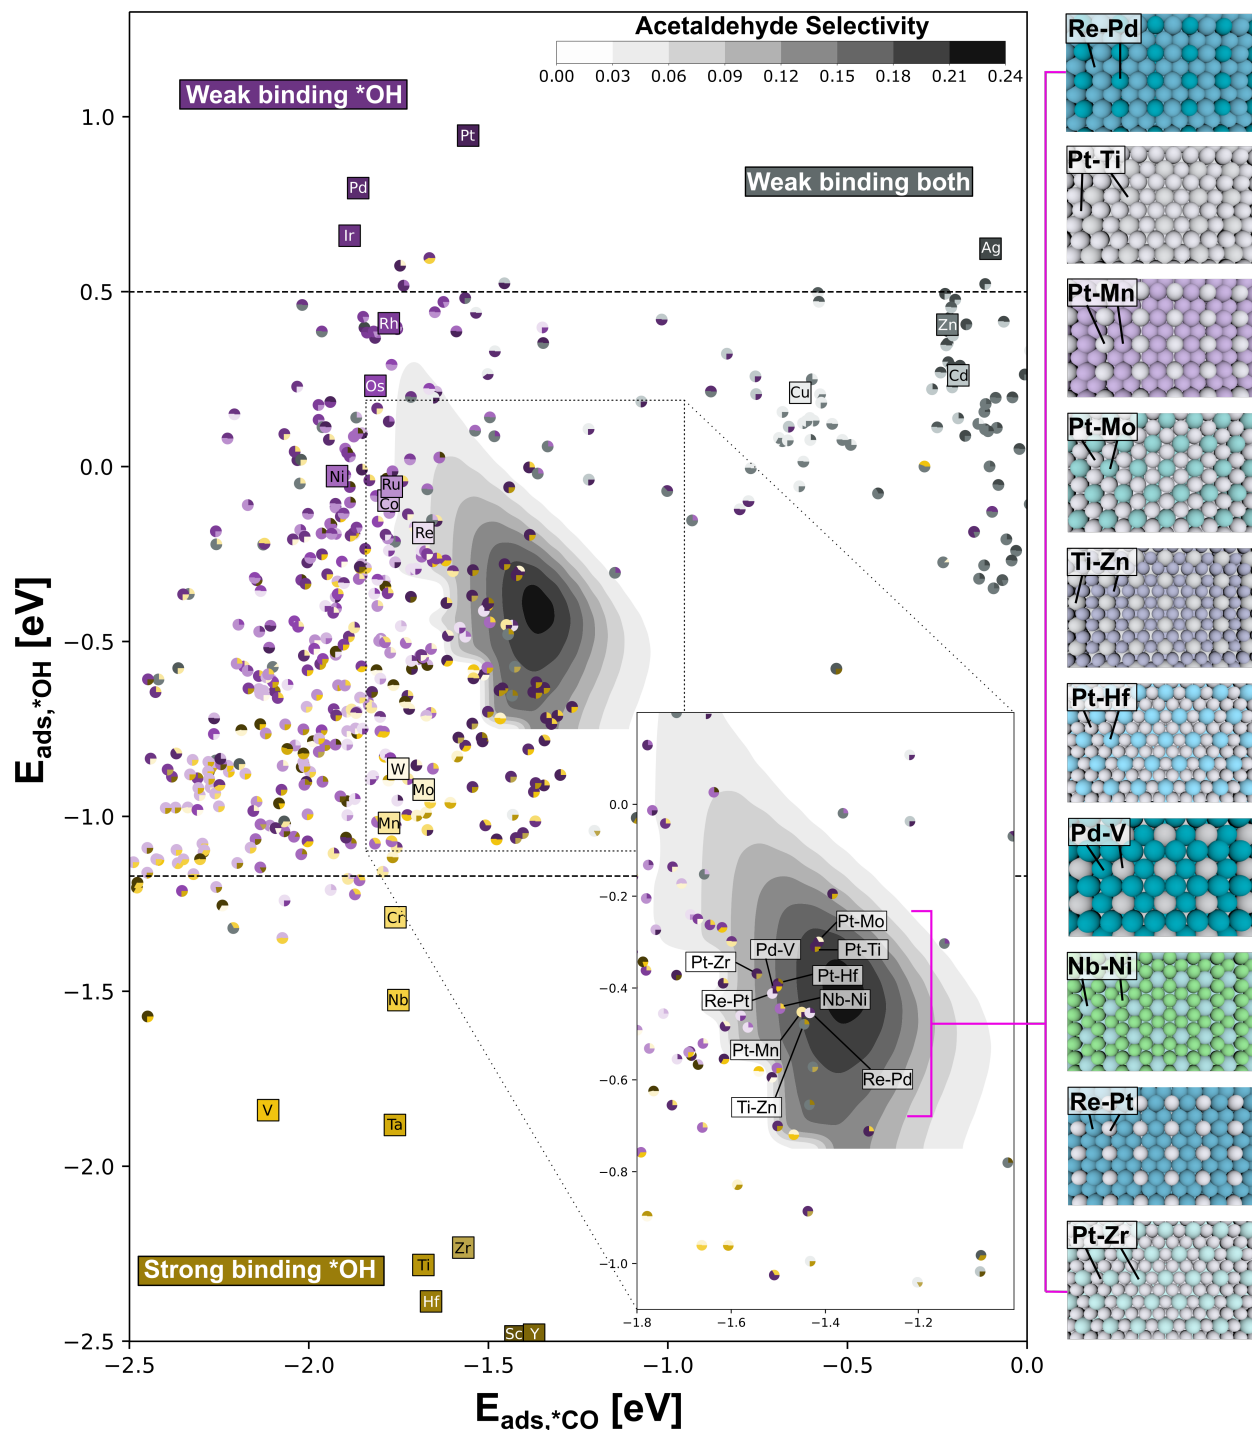 Acetaldehyde Selectivity
0.00 0.03 0.06 0.09 0.12 0.15 0.18 0.21 0.24
Weak binding *OH
Weak binding both
Strong binding *OH
1.0
0.5
0.0
−0.5
−1.0
−1.5
−2.0
−2.5
E_ads,*OH [eV]
−2.5 −2.0 −1.5 −1.0 −0.5 0.0
E_ads,*CO [eV]
Pt
Pd
Ir
Ag
Rh
Zn
Os
Cd
Cu
Ni
Ru
Co
Re
W
Mo
Mn
Cr
Nb
V
Ta
Zr
Ti
Hf
Sc
Y
0.0
−0.2
−0.4
−0.6
−0.8
−1.0
−1.8 −1.6 −1.4 −1.2
Pt-Mo
Pd-V
Pt-Ti
Pt-Zr
Pt-Hf
Re-Pt
Nb-Ni
Pt-Mn
Re-Pd
Ti-Zn
Re-Pd
Pt-Ti
Pt-Mn
Pt-Mo
Ti-Zn
Pt-Hf
Pd-V
Nb-Ni
Re-Pt
Pt-Zr